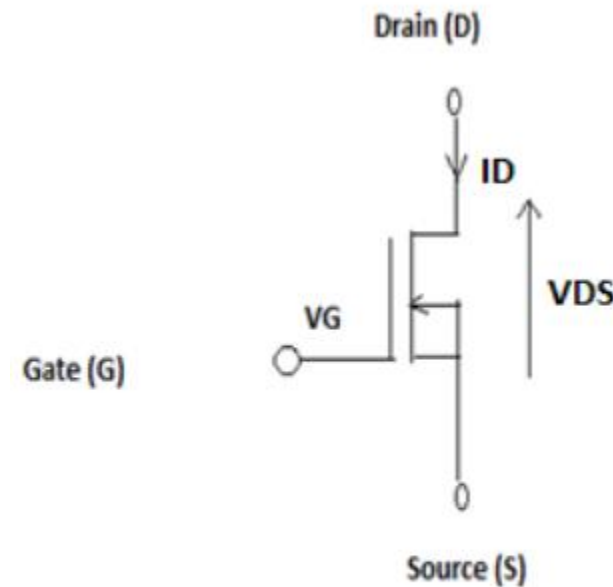 Drain (D)
ID
VDS
VG
Gate (G)
Source (S)